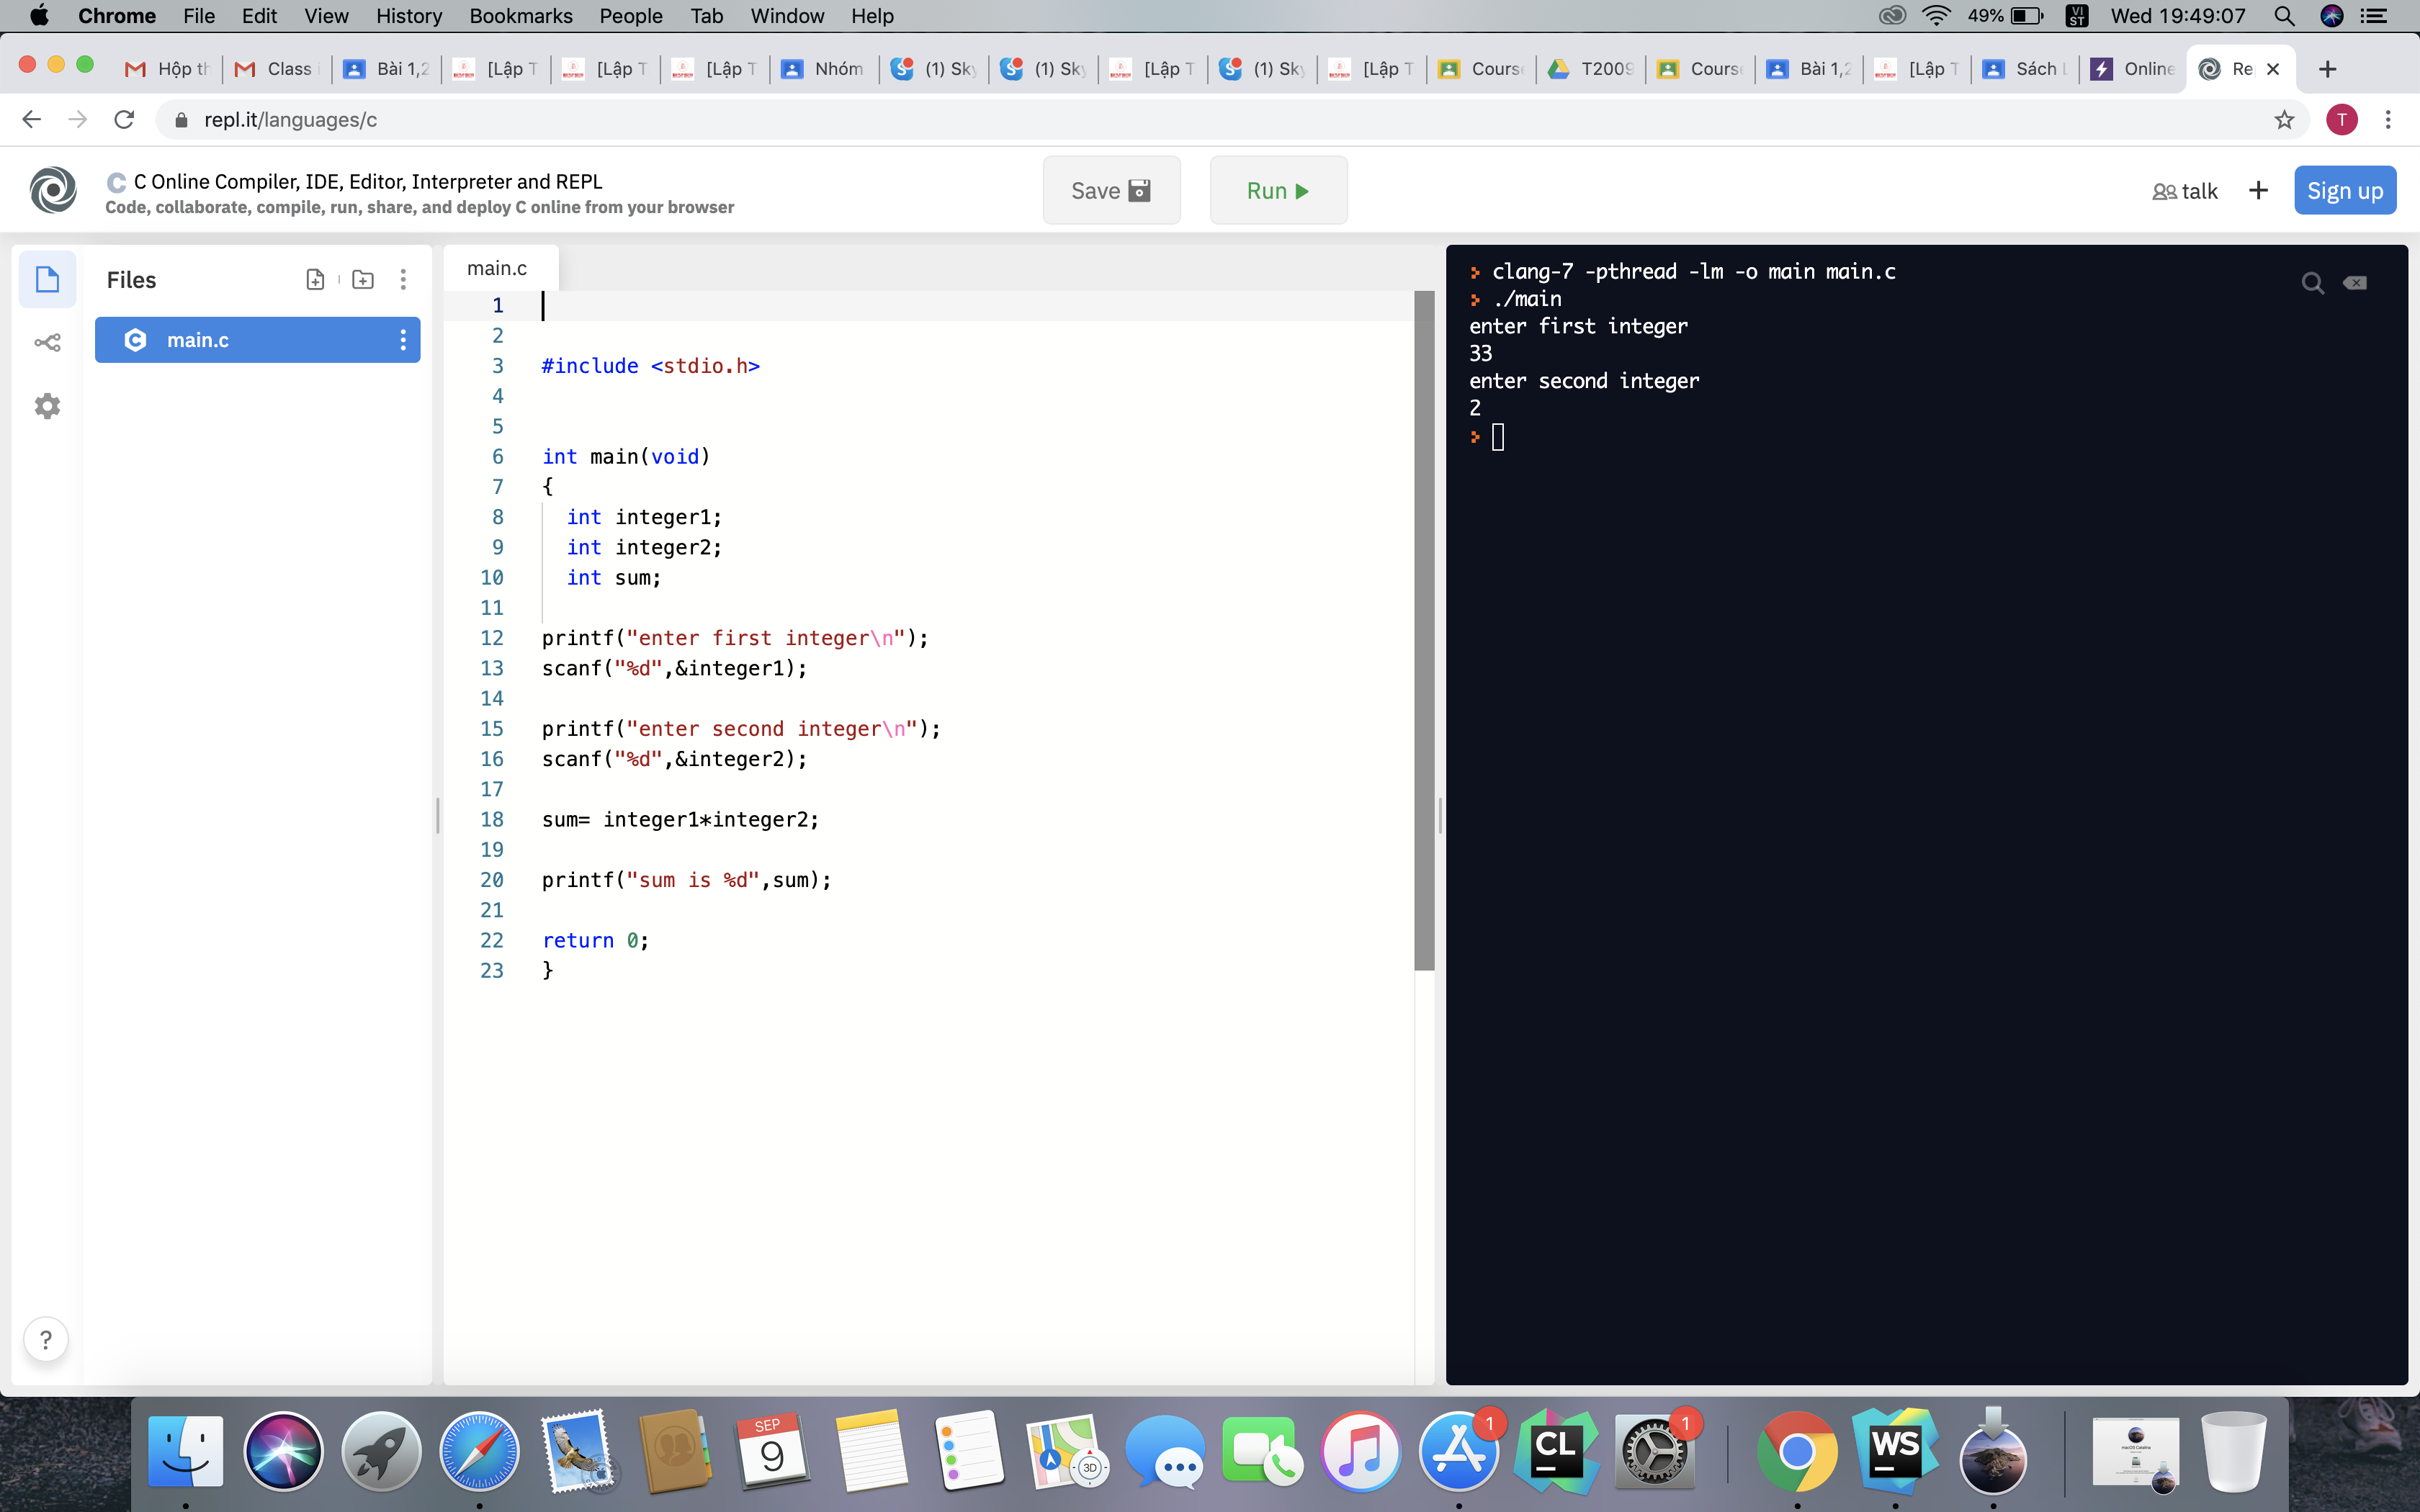 Chrome File Edit View History Bookmarks People Tab Window Help 49% VI ST Wed 19:49:07
Hộp th Class Bài 1,2 [Lập T [Lập T [Lập T Nhóm (1) Sky (1) Sky [Lập T (1) Sky [Lập T Cours T2009 Cours Bài 1,2 [Lập T Sách Online Re
repl.it/languages/c T
C C Online Compiler, IDE, Editor, Interpreter and REPL
Code, collaborate, compile, run, share, and deploy C online from your browser
Save Run talk + Sign up
Files
main.c
main.c
1
2
3 #include <stdio.h>
4
5
6 int main(void)
7 {
8 int integer1;
9 int integer2;
10 int sum;
11
12 printf("enter first integer\n");
13 scanf("%d",&integer1);
14
15 printf("enter second integer\n");
16 scanf("%d",&integer2);
17
18 sum= integer1*integer2;
19
20 printf("sum is %d",sum);
21
22 return 0;
23 }
clang-7 -pthread -lm -o main main.c
./main
enter first integer
33
enter second integer
2
?
SEP
9
3D
1
CL
1
WS